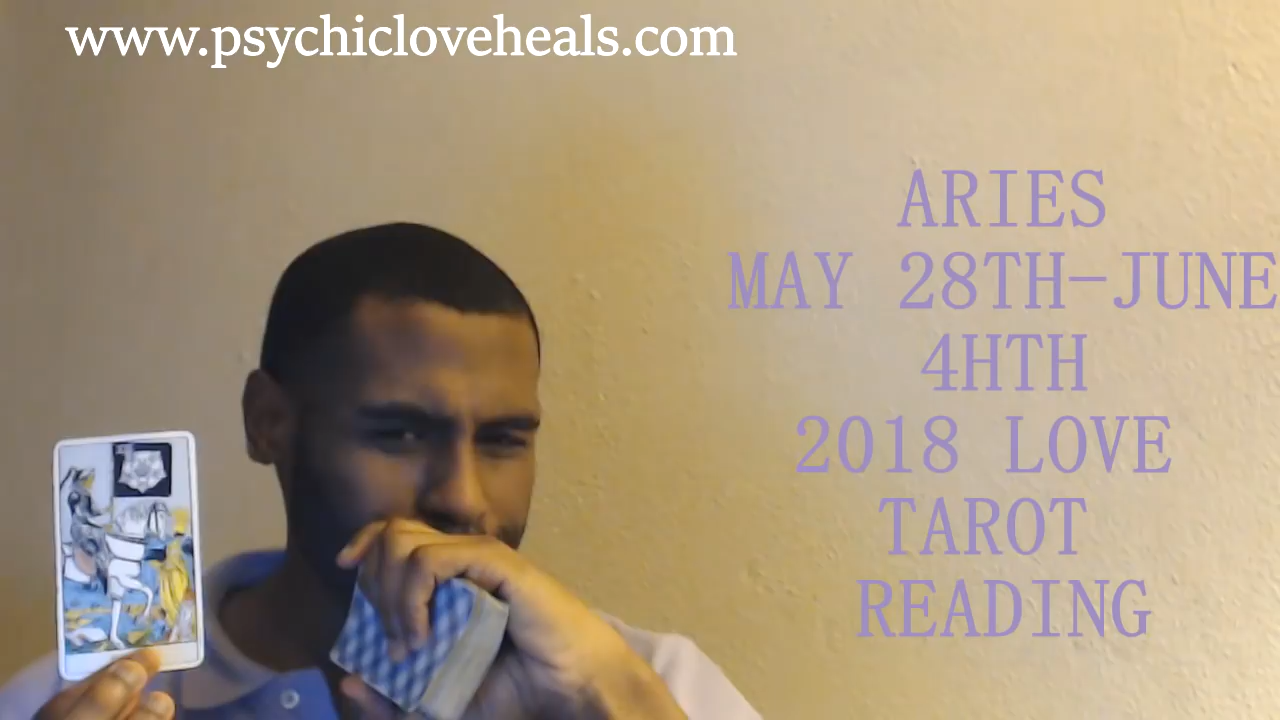 www.psychicloveheals.com
ARIES
MAY 28TH-JUNE
4HTH
2018 LOVE
TAROT
READING